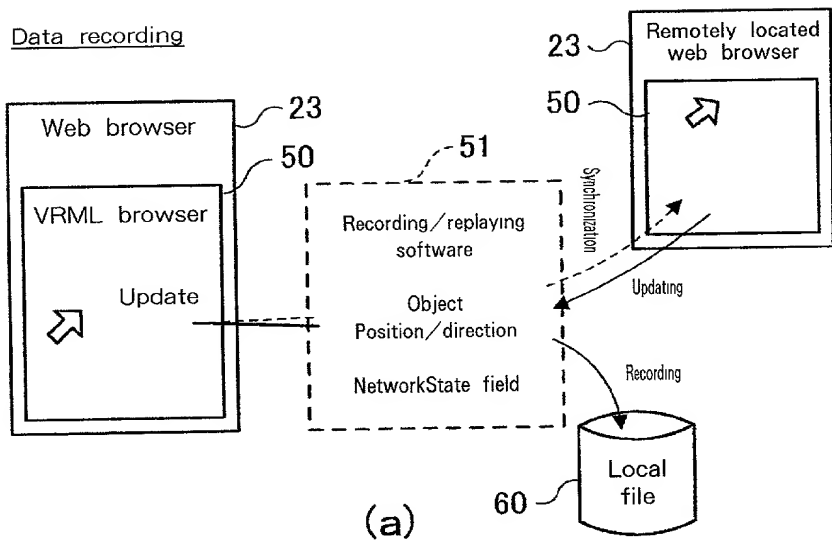 Data recording
23
Remotely located
web browser
50
Web browser
23
50
VRML browser
Update
51
Recording/replaying
software
Object
Position/direction
NetworkState field
Synchronization
Updating
Recording
Local
file
60
(a)